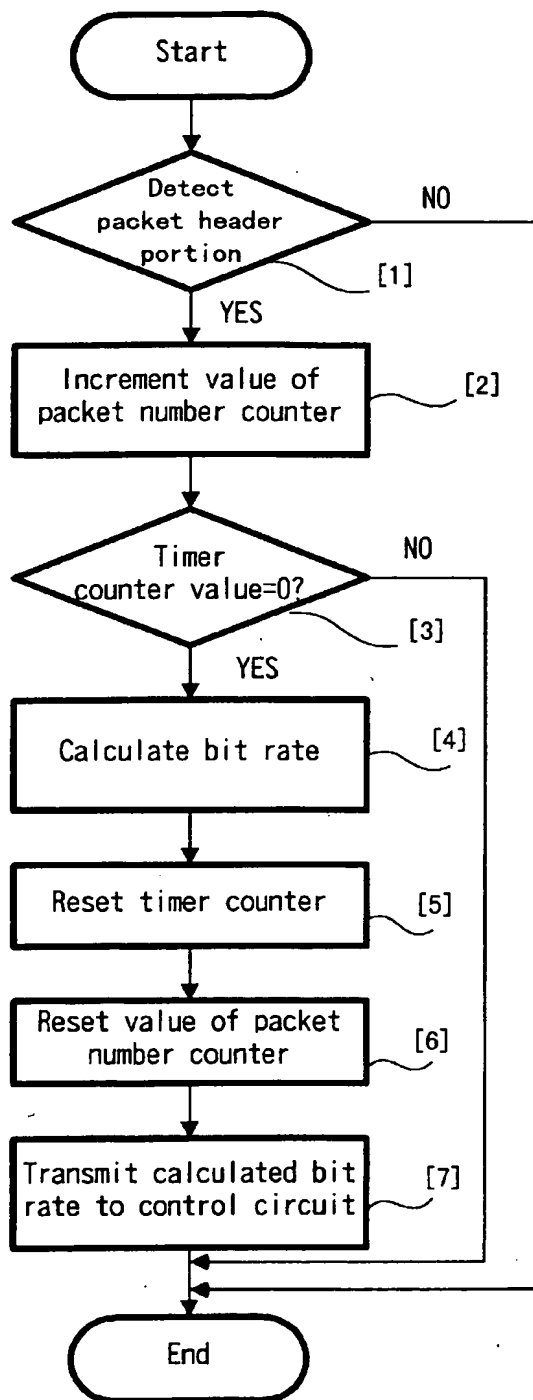 Start
Detect
packet header
portion
NO
[1]
YES
Increment value of
packet number counter
[2]
Timer
counter value=0?
NO
[3]
YES
Calculate bit rate
[4]
Reset timer counter
[5]
Reset value of packet
number counter
[6]
Transmit calculated bit
rate to control circuit
[7]
End